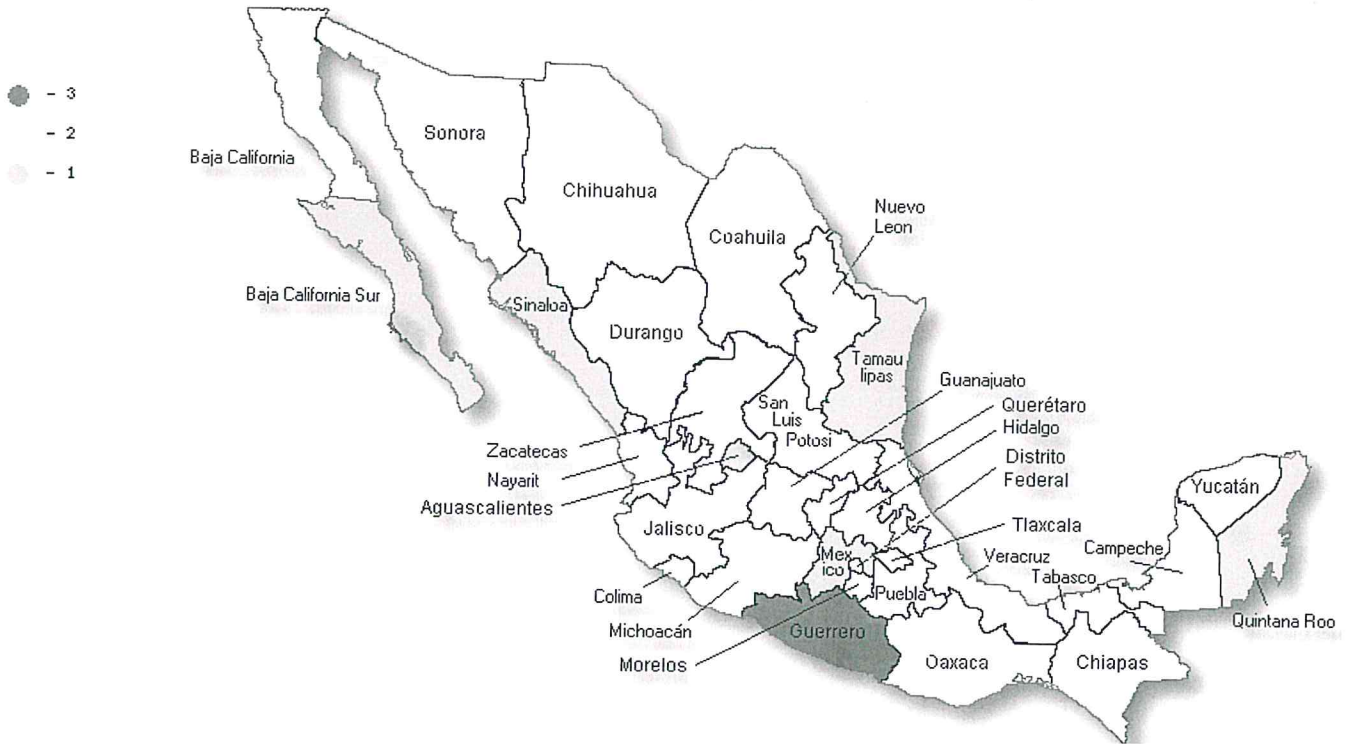 - 3
- 2
- 1
Baja California
Sonora
Chihuahua
Coahuila
Nuevo
Leon
Baja California Sur
Sinaloa
Durango
Tamau
lipas
San
Luis
Potosi
Guanajuato
Querétaro
Hidalgo
Distrito
Federal
Zacatecas
Nayarit
Aguascalientes
Jalisco
Tlaxcala
Yucatán
Mex
ico
Veracruz
Campeche
Tabasco
Colima
Puebla
Michoacán
Guerrero
Quintana Roo
Morelos
Oaxaca
Chiapas